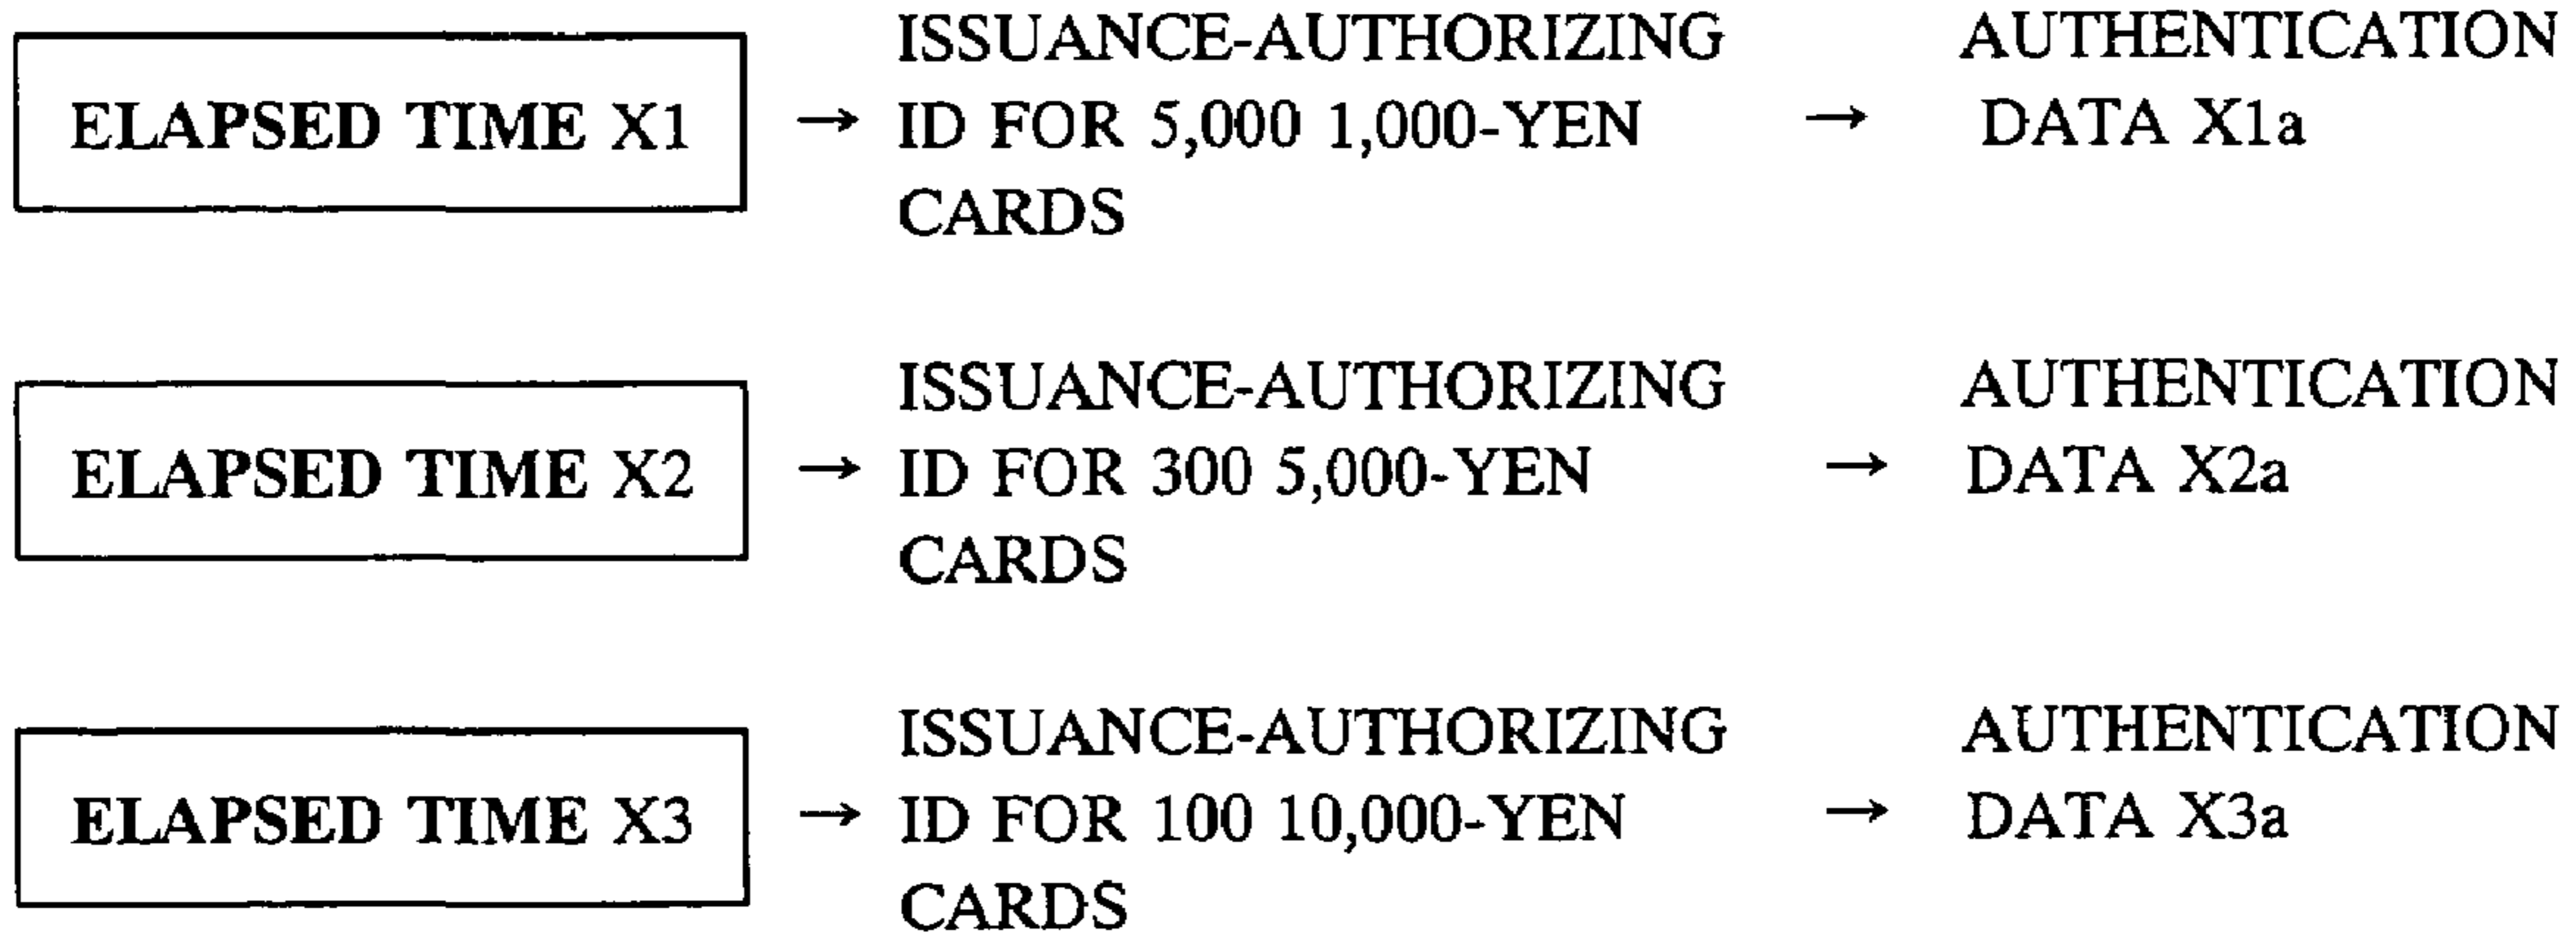 ELAPSED TIME X1 → ISSUANCE-AUTHORIZING
ID FOR 5,000 1,000-YEN
CARDS → AUTHENTICATION
DATA X1a
ELAPSED TIME X2 → ISSUANCE-AUTHORIZING
ID FOR 300 5,000-YEN
CARDS → AUTHENTICATION
DATA X2a
ELAPSED TIME X3 → ISSUANCE-AUTHORIZING
ID FOR 100 10,000-YEN
CARDS → AUTHENTICATION
DATA X3a